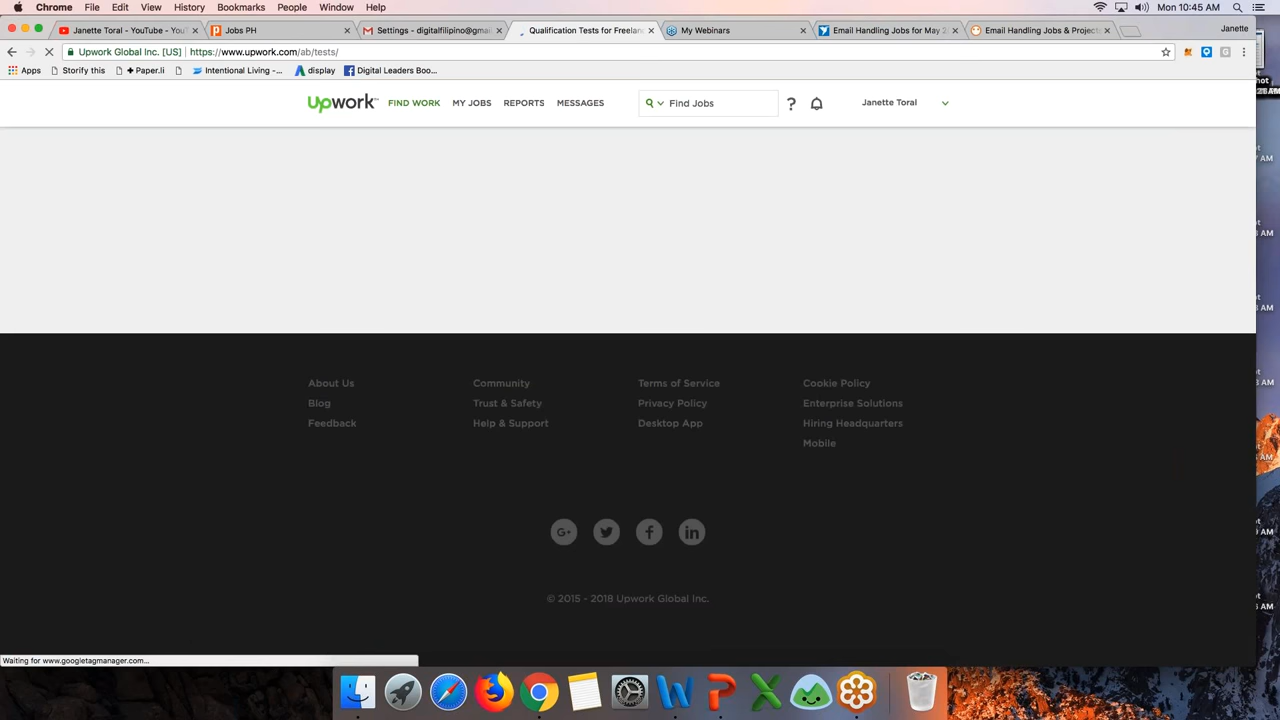 Chrome File Edit View History Bookmarks People Window Help Mon 10:45 AM
Janette Toral - YouTube - You Jobs PH Settings - digitalfilipino@gmai Qualification Tests for Freelan My Webinars Email Handling Jobs for May 2 Email Handling Jobs & Project Janette
Upwork Global Inc. [US] https://www.upwork.com/ab/tests/
Apps Storify this + Paper.li Intentional Living -... display Digital Leaders Boo...
Upwork FIND WORK MY JOBS REPORTS MESSAGES Find Jobs ? Janette Toral
About Us Community Terms of Service Cookie Policy
Blog Trust & Safety Privacy Policy Enterprise Solutions
Feedback Help & Support Desktop App Hiring Headquarters
Mobile
G+ f in
© 2015 - 2018 Upwork Global Inc.
Waiting for www.googletagmanager.com...